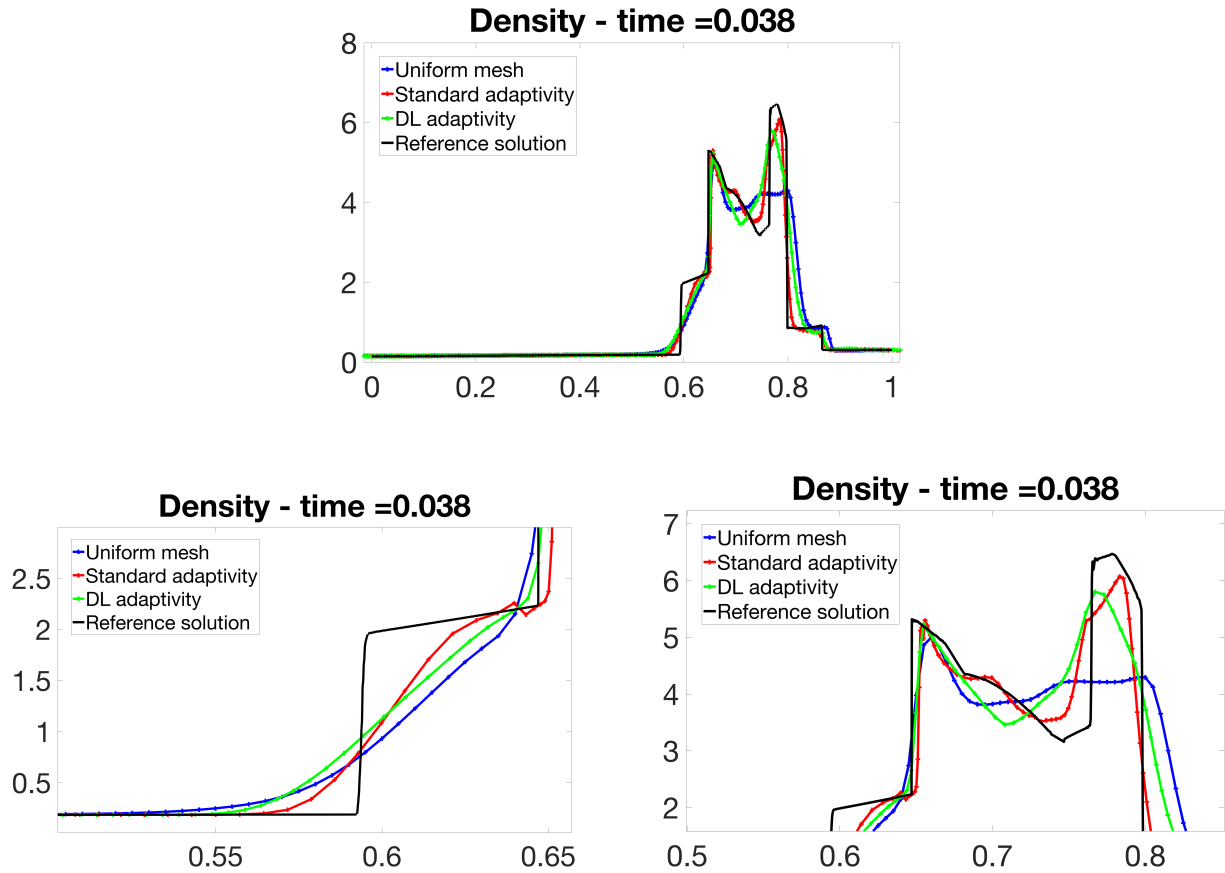 Density - time =0.038
8
6
4
2
0
Uniform mesh
Standard adaptivity
DL adaptivity
Reference solution
0 0.2 0.4 0.6 0.8 1
Density - time =0.038
2.5
2
1.5
1
0.5
Uniform mesh
Standard adaptivity
DL adaptivity
Reference solution
0.55 0.6 0.65
Density - time =0.038
7
6
5
4
3
2
Uniform mesh
Standard adaptivity
DL adaptivity
Reference solution
0.5 0.6 0.7 0.8